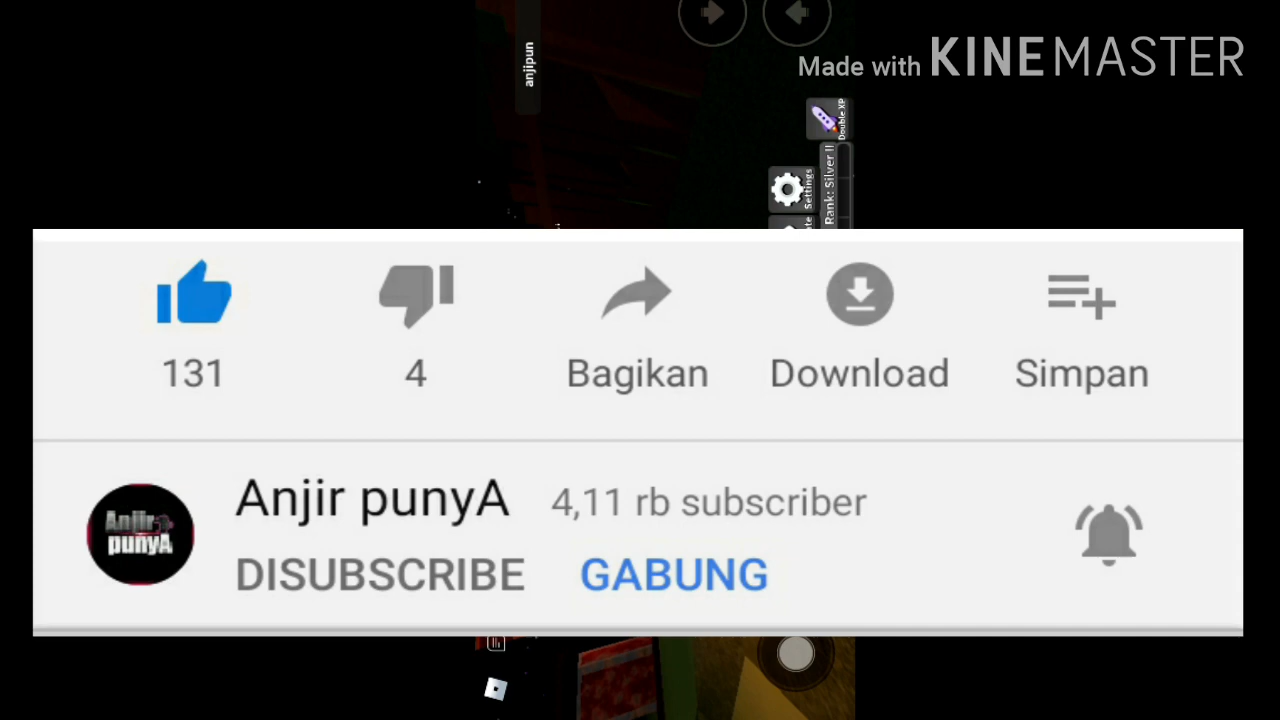 Made with KINEMASTER
anjipun
Double XP
Settings
Rank: Silver II
131
4
Bagikan
Download
Simpan
Anjir punyA
Anjir punyA 4,11 rb subscriber
DISUBSCRIBE GABUNG